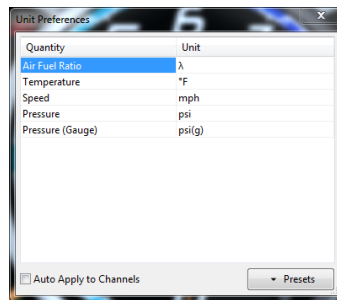 Unit Preferences
Quantity Unit
Air Fuel Ratio λ
Temperature °F
Speed mph
Pressure psi
Pressure (Gauge) psi(g)
Auto Apply to Channels Presets